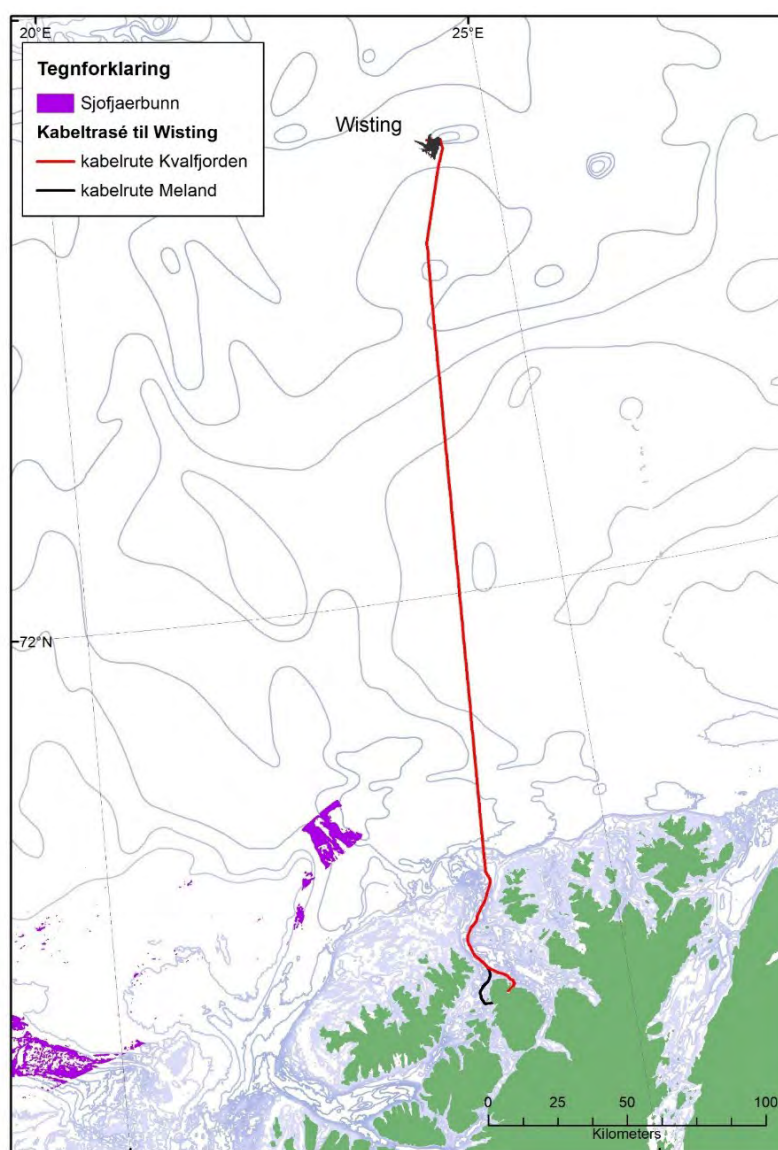 20°E
25°E
Tegnforklaring
Sjofjaerbunn
Kabeltrasé til Wisting
kabelrute Kvalfjorden
kabelrute Meland
Wisting
72°N
0 25 50 100
Kilometers